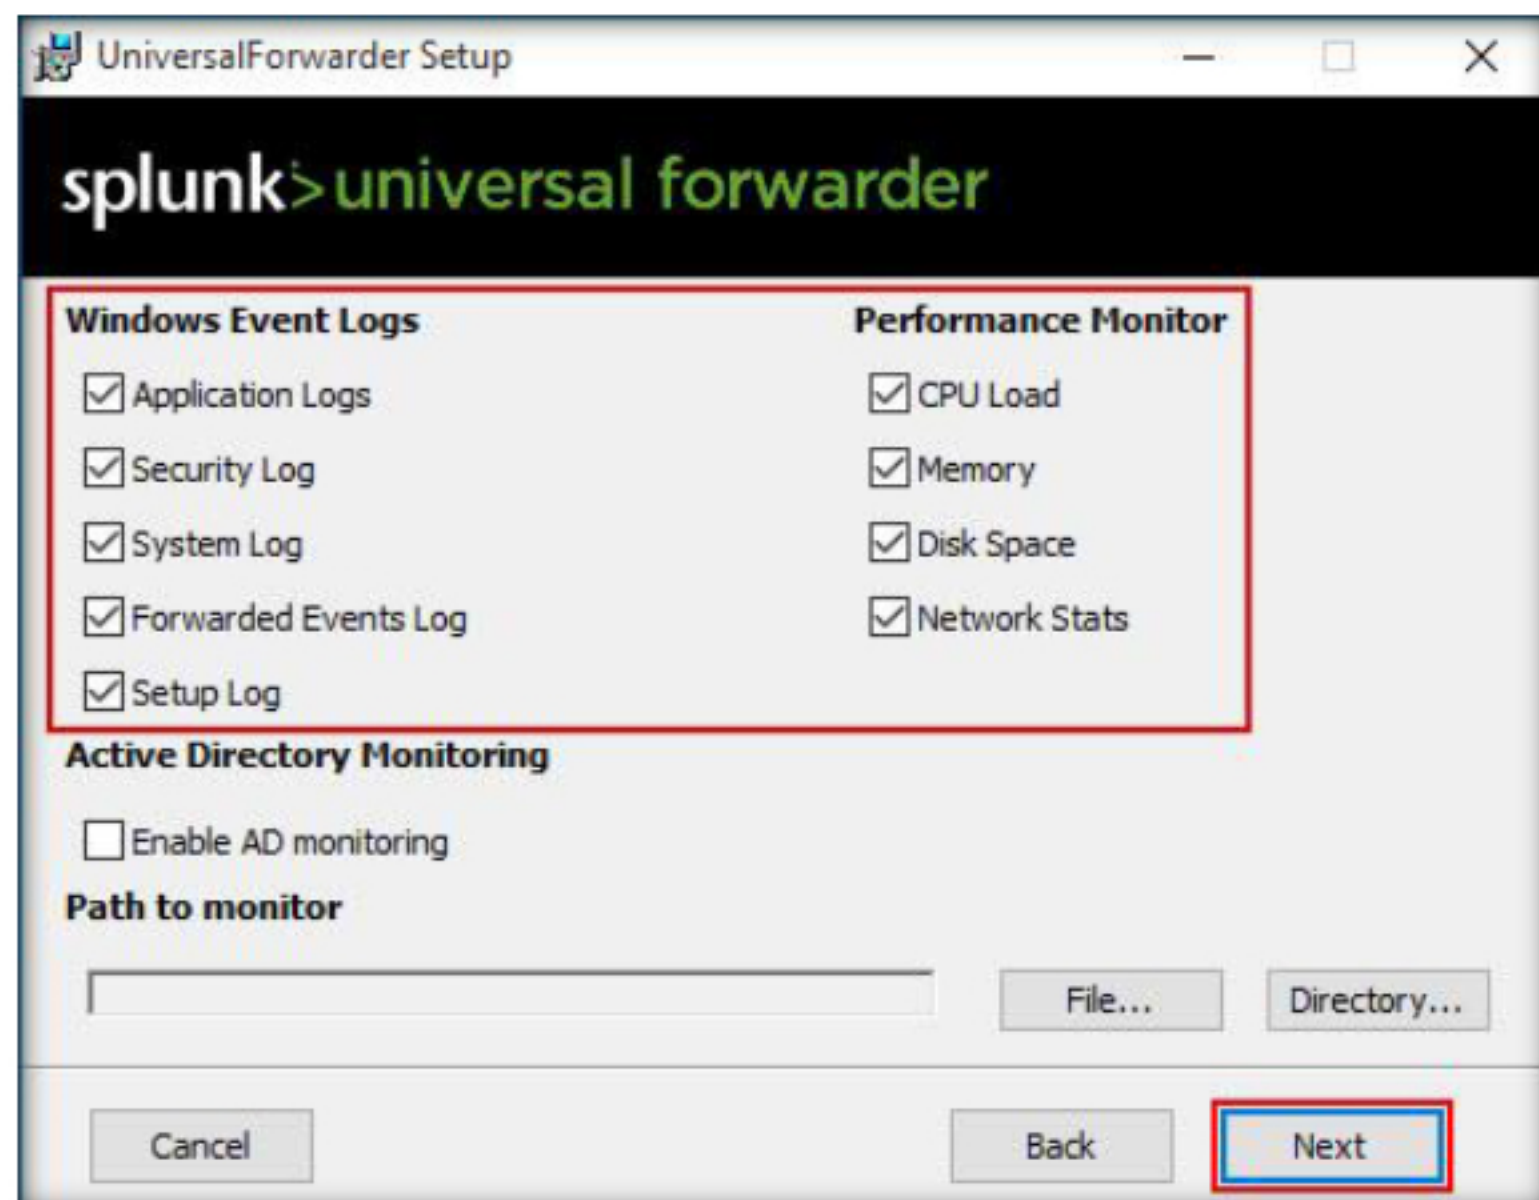 UniversalForwarder Setup
splunk>universal forwarder
Windows Event Logs
Application Logs
Security Log
System Log
Forwarded Events Log
Setup Log
Performance Monitor
CPU Load
Memory
Disk Space
Network Stats
Active Directory Monitoring
Enable AD monitoring
Path to monitor
File...
Directory...
Cancel
Back
Next